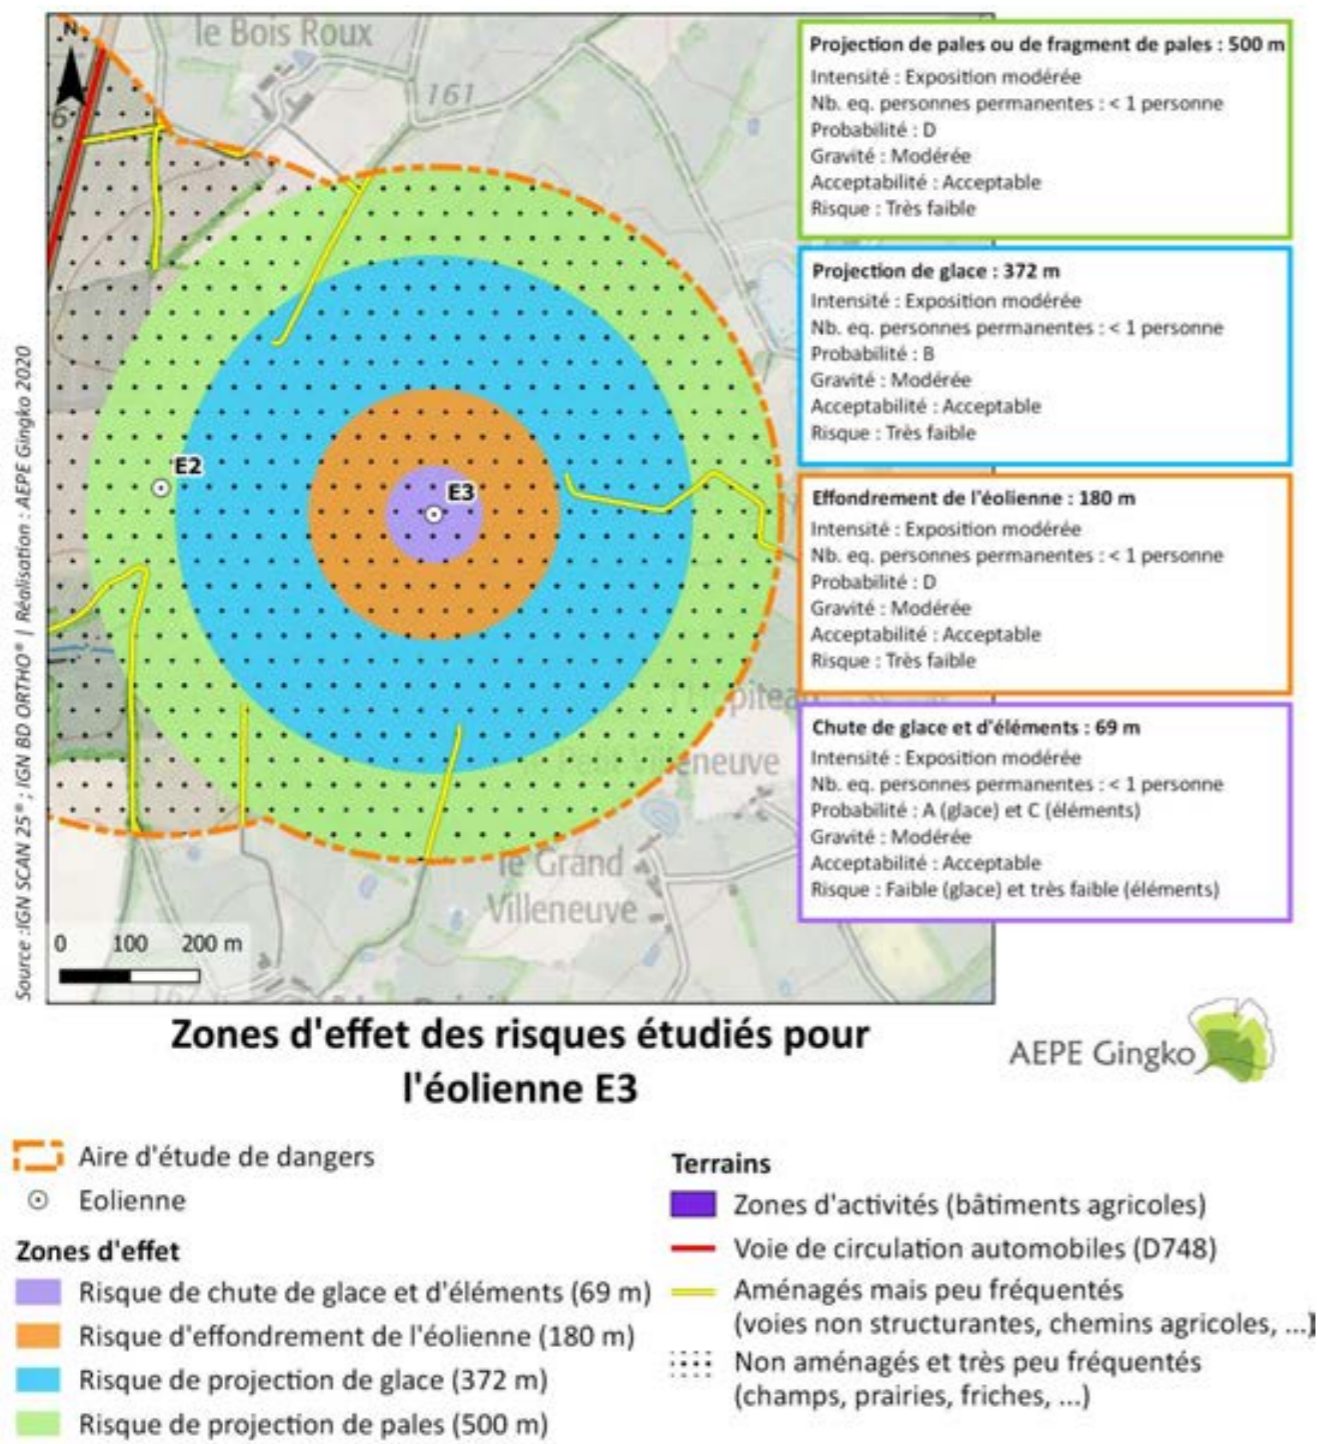 N
le Bois Roux
161
6
E2
E3
Villeneuve
le Grand
Villeneuve
0 100 200 m
Source :IGN SCAN 25® ; IGN BD ORTHO® | Réalisation : AEPE Gingko 2020
Projection de pales ou de fragment de pales : 500 m
Intensité : Exposition modérée
Nb. eq. personnes permanentes : < 1 personne
Probabilité : D
Gravité : Modérée
Acceptabilité : Acceptable
Risque : Très faible
Projection de glace : 372 m
Intensité : Exposition modérée
Nb. eq. personnes permanentes : < 1 personne
Probabilité : B
Gravité : Modérée
Acceptabilité : Acceptable
Risque : Très faible
Effondrement de l'éolienne : 180 m
Intensité : Exposition modérée
Nb. eq. personnes permanentes : < 1 personne
Probabilité : D
Gravité : Modérée
Acceptabilité : Acceptable
Risque : Très faible
Chute de glace et d'éléments : 69 m
Intensité : Exposition modérée
Nb. eq. personnes permanentes : < 1 personne
Probabilité : A (glace) et C (éléments)
Gravité : Modérée
Acceptabilité : Acceptable
Risque : Faible (glace) et très faible (éléments)
Zones d'effet des risques étudiés pour
l'éolienne E3
AEPE Gingko
Aire d'étude de dangers
Eolienne
Zones d'effet
Risque de chute de glace et d'éléments (69 m)
Risque d'effondrement de l'éolienne (180 m)
Risque de projection de glace (372 m)
Risque de projection de pales (500 m)
Terrains
Zones d'activités (bâtiments agricoles)
Voie de circulation automobiles (D748)
Aménagés mais peu fréquentés
(voies non structurantes, chemins agricoles, ...)
Non aménagés et très peu fréquentés
(champs, prairies, friches, ...)